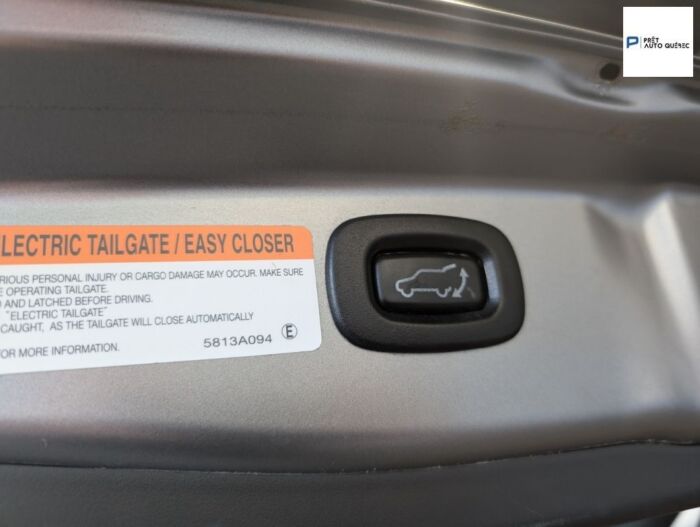 PRÊT
AUTO QUÉBEC
LECTRIC TAILGATE / EASY CLOSER
RIOUS PERSONAL INJURY OR CARGO DAMAGE MAY OCCUR. MAKE SURE
E OPERATING TAILGATE.
D AND LATCHED BEFORE DRIVING.
"ELECTRIC TAILGATE"
CAUGHT, AS THE TAILGATE WILL CLOSE AUTOMATICALLY
FOR MORE INFORMATION.
5813A094 E